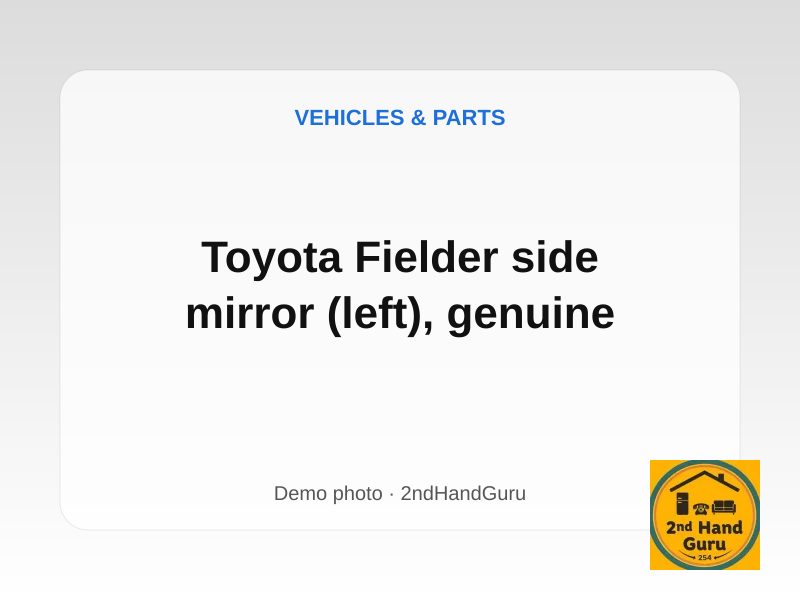 VEHICLES & PARTS
Toyota Fielder side
mirror (left), genuine
Demo photo · 2ndHandGuru
2nd Hand
Guru
254